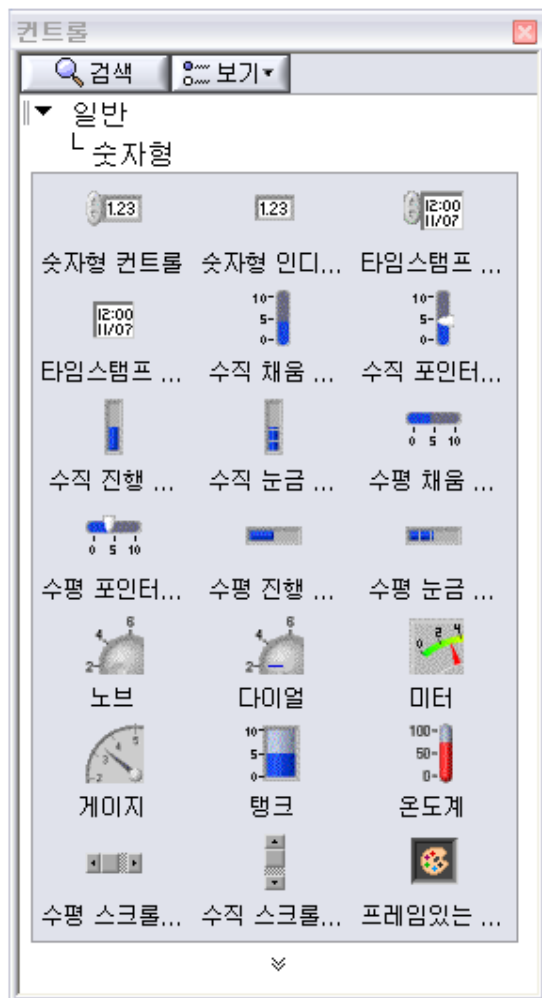 컨트롤
검색 보기
일반
숫자형
1.23 1.23 12:00
11/07
숫자형 컨트롤 숫자형 인디... 타임스탬프 ...
12:00
11/07
10-
5-
0-
10-
5-
0-
타임스탬프 ... 수직 채움 ... 수직 포인터...
0 5 10
수직 진행 ... 수직 눈금 ... 수평 채움 ...
0 5 10
수평 포인터... 수평 진행 ... 수평 눈금 ...
2 4 6
2 4 6
0 2 4
노브 다이얼 미터
2 3 4 5
10-
5-
0-
100-
50-
0-
게이지 탱크 온도계
수평 스크롤... 수직 스크롤... 프레임있는 ...